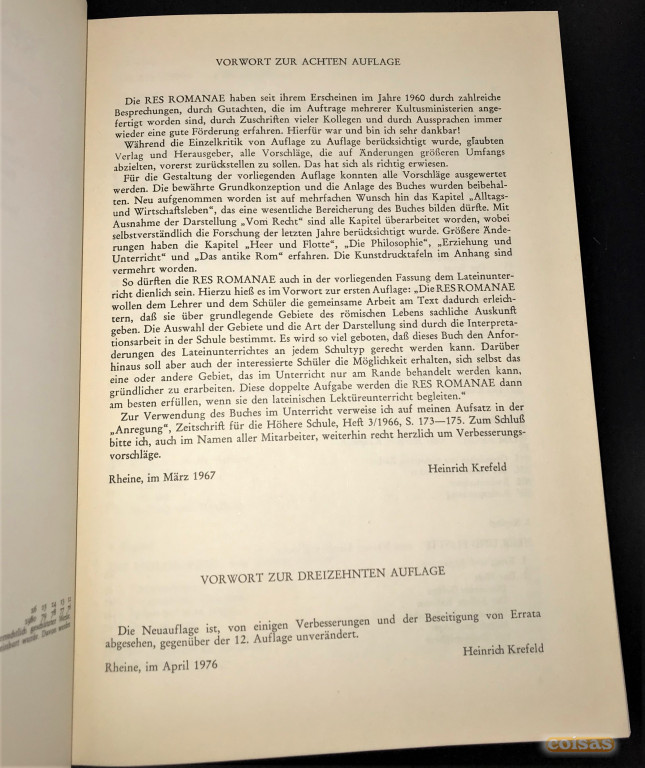 VORWORT ZUR ACHTEN AUFLAGE
Die RES ROMANAE haben seit ihrem Erscheinen im Jahre 1960 durch zahlreiche
Besprechungen, durch Gutachten, die im Auftrage mehrerer Kultusministerien ange-
fertigt worden sind, durch Zuschriften vieler Kollegen und durch Aussprachen immer
wieder eine gute Förderung erfahren. Hierfür war und bin ich sehr dankbar!
Während die Einzelkritik von Auflage zu Auflage berücksichtigt wurde, glaubten
Verlag und Herausgeber, alle Vorschläge, die auf Änderungen größeren Umfangs
abzielten, vorerst zurückstellen zu sollen. Das hat sich als richtig erwiesen.
Für die Gestaltung der vorliegenden Auflage konnten alle Vorschläge ausgewertet
werden. Die bewährte Grundkonzeption und die Anlage des Buches wurden beibehal-
ten. Neu aufgenommen worden ist auf mehrfachen Wunsch hin das Kapitel „Alltags-
und Wirtschaftsleben“, das eine wesentliche Bereicherung des Buches bilden dürfte. Mit
Ausnahme der Darstellung „Vom Recht“ sind alle Kapitel überarbeitet worden, wobei
selbstverständlich die Forschung der letzten Jahre berücksichtigt wurde. Größere Ände-
rungen haben die Kapitel „Heer und Flotte“, „Die Philosophie“, „Erziehung und
Unterricht“ und „Das antike Rom“ erfahren. Die Kunstdrucktafeln im Anhang sind
vermehrt worden.
So dürften die RES ROMANAE auch in der vorliegenden Fassung dem Lateinunter-
richt dienlich sein. Hierzu hieß es im Vorwort zur ersten Auflage: „Die RES ROMANAE
wollen dem Lehrer und dem Schüler die gemeinsame Arbeit am Text dadurch erleich-
tern, daß sie über grundlegende Gebiete des römischen Lebens sachliche Auskunft
geben. Die Auswahl der Gebiete und die Art der Darstellung sind durch die Interpreta-
tionsarbeit in der Schule bestimmt. Es wird so viel geboten, daß dieses Buch den Anfor-
derungen des Lateinunterrichtes an jedem Schultyp gerecht werden kann. Darüber
hinaus soll aber auch der interessierte Schüler die Möglichkeit erhalten, sich selbst das
eine oder andere Gebiet, das im Unterricht nur am Rande behandelt werden kann,
gründlicher zu erarbeiten. Diese doppelte Aufgabe werden die RES ROMANAE dann
am besten erfüllen, wenn sie den lateinischen Lektüreunterricht begleiten.“
Zur Verwendung des Buches im Unterricht verweise ich auf meinen Aufsatz in der
„Anregung“, Zeitschrift für die Höhere Schule, Heft 3/1966, S. 173—175. Zum Schluß
bitte ich, auch im Namen aller Mitarbeiter, weiterhin recht herzlich um Verbesserungs-
vorschläge.
Rheine, im März 1967 Heinrich Krefeld
VORWORT ZUR DREIZEHNTEN AUFLAGE
Die Neuauflage ist, von einigen Verbesserungen und der Beseitigung von Errata
abgesehen, gegenüber der 12. Auflage unverändert.
Rheine, im April 1976 Heinrich Krefeld
coisas